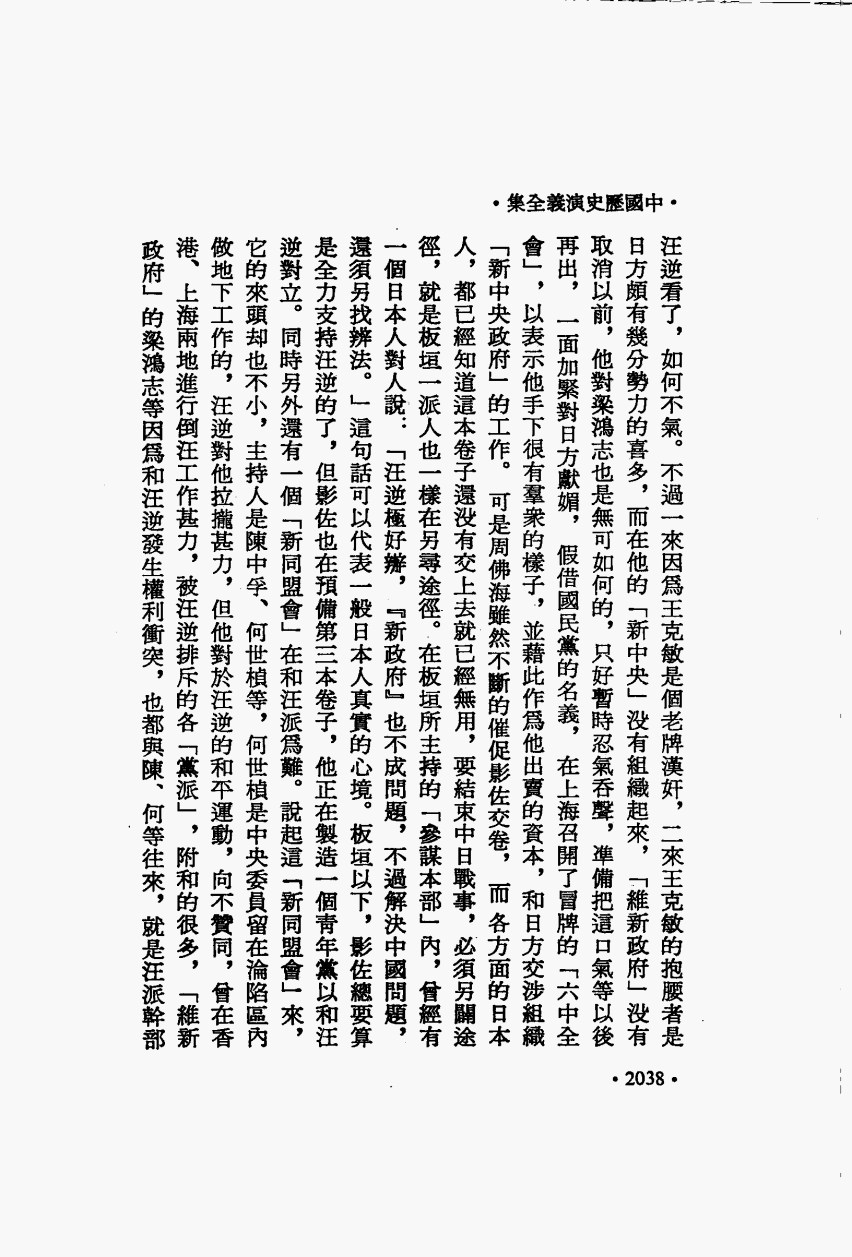 •中國歷史演義全集•
汪逆看了，如何不氣。不過一來因爲王克敏是個老牌漢奸，二來王克敏的抱腰者是
日方頗有幾分勢力的喜多，而在他的「新中央」没有組織起來，「維新政府」没有
取消以前，他對梁鴻志也是無可如何的，只好暫時忍氣吞聲，準備把這口氣等以後
再出，一面加緊對日方獻媚，假借國民黨的名義，在上海召開了冒牌的「六中全
會」，以表示他手下很有羣衆的樣子，並藉此作爲他出賣的資本，和日方交涉組織
「新中央政府」的工作。可是周佛海雖然不斷的催促影佐交卷，而各方面的日本
人，都已經知道這本卷子還没有交上去就已經無用，要結束中日戰事，必須另闢途
徑，就是板垣一派人也一樣在另尋途徑。在板垣所主持的「參謀本部」內，曾經有
一個日本人對人說：「汪逆極好辦，『新政府』也不成問題，不過解決中國問題，
還須另找辨法。」這句話可以代表一般日本人真實的心境。板垣以下，影佐總要算
是全力支持汪逆的了，但影佐也在預備第三本卷子，他正在製造一個青年黨以和汪
逆對立。同時另外還有一個「新同盟會」在和汪派爲難。說起這「新同盟會」來，
它的來頭却也不小，主持人是陳中孚、何世楨等，何世楨是中央委員留在淪陷區內
做地下工作的，汪逆對他拉攏甚力，但他對於汪逆的和平運動，向不贊同，曾在香
港、上海兩地進行倒汪工作甚力，被汪逆排斥的各「黨派」，附和的很多，「維新
政府」的梁鴻志等因爲和汪逆發生權利衝突，也都與陳、何等往來，就是汪派幹部
•2038•